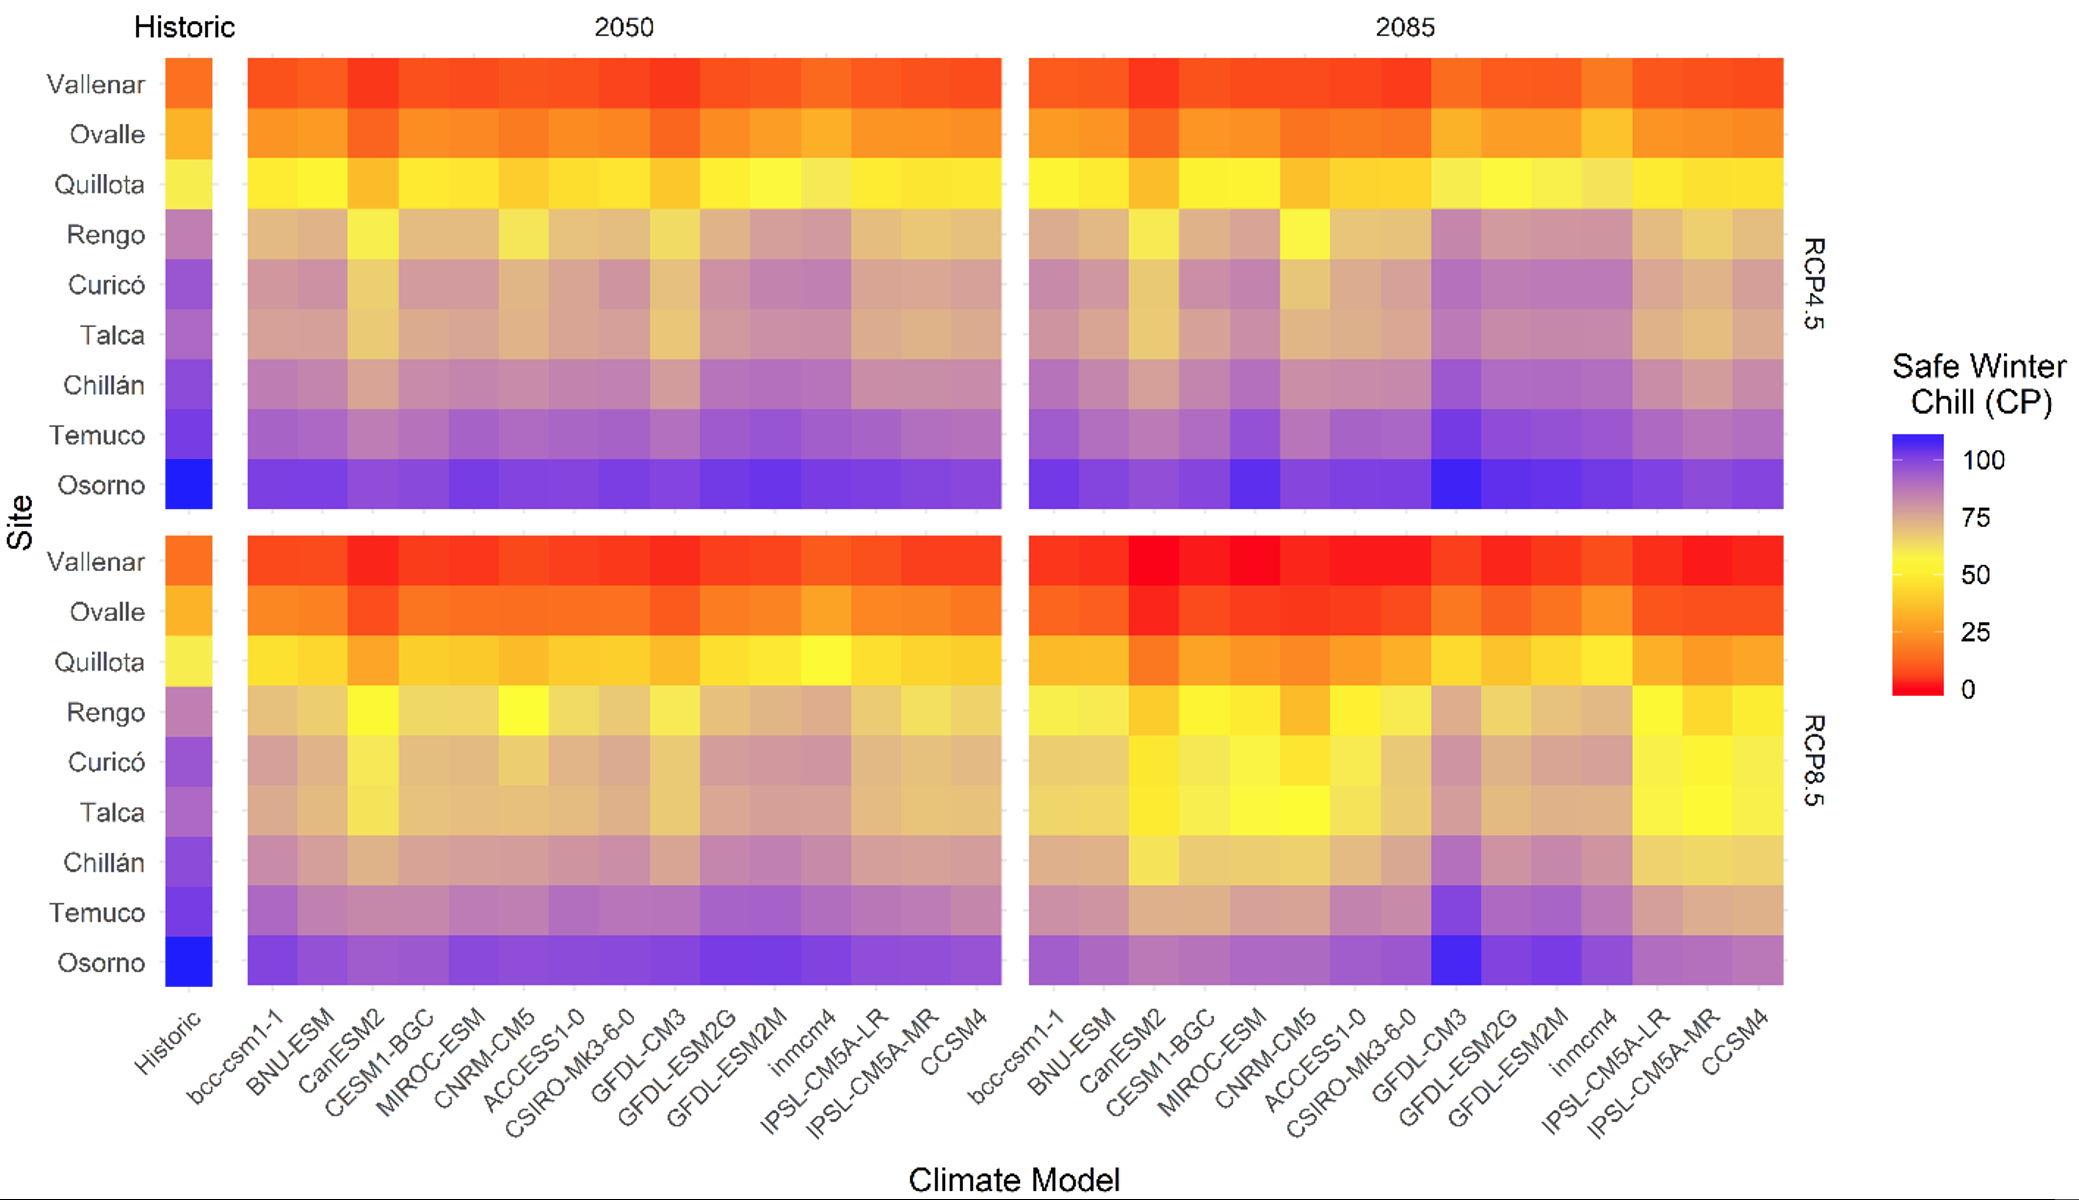 Historic 2050 2085
Vallenar
Ovalle
Quillota
Rengo
Curicó
Talca
Chillán
Temuco
Osorno
RCP4.5
Vallenar
Ovalle
Quillota
Rengo
Curicó
Talca
Chillán
Temuco
Osorno
RCP8.5
Site
Historic
bcc-csm1-1
BNU-ESM
CanESM2
CESM1-BGC
MIROC-ESM
CNRM-CM5
ACCESS1-0
CSIRO-Mk3-6-0
GFDL-CM3
GFDL-ESM2G
GFDL-ESM2M
inmcm4
IPSL-CM5A-LR
IPSL-CM5A-MR
CCSM4
bcc-csm1-1
BNU-ESM
CanESM2
CESM1-BGC
MIROC-ESM
CNRM-CM5
ACCESS1-0
CSIRO-Mk3-6-0
GFDL-CM3
GFDL-ESM2G
GFDL-ESM2M
inmcm4
IPSL-CM5A-LR
IPSL-CM5A-MR
CCSM4
Climate Model
Safe Winter
Chill (CP)
100
75
50
25
0